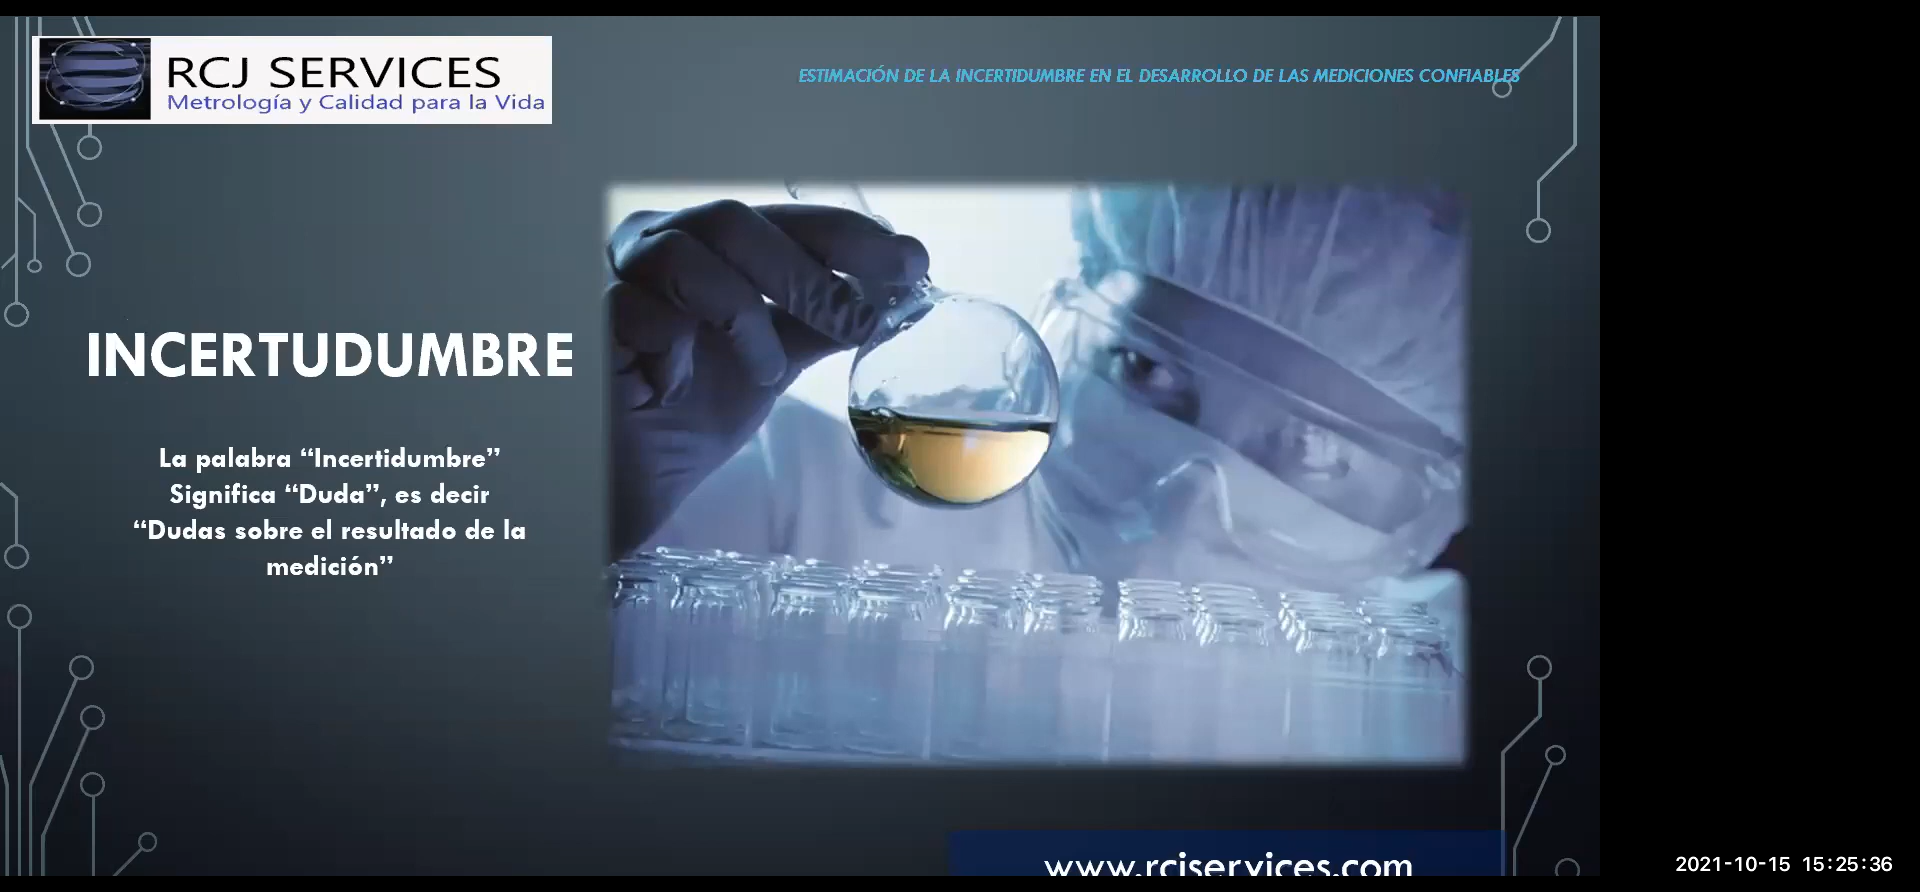 RCJ SERVICES
Metrología y Calidad para la Vida
ESTIMACIÓN DE LA INCERTIDUMBRE EN EL DESARROLLO DE LAS MEDICIONES CONFIABLES
INCERTUDUMBRE
La palabra “Incertidumbre”
Significa “Duda”, es decir
“Dudas sobre el resultado de la
medición”
www.rcjservices.com
2021-10-15 15:25:36